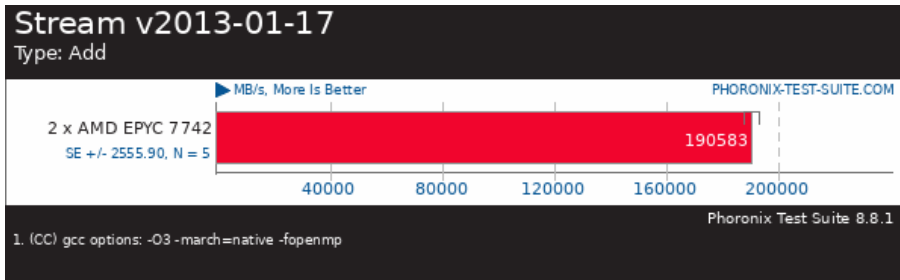 Stream v2013-01-17
Type: Add
MB/s, More Is Better
PHORONIX-TEST-SUITE.COM
2 x AMD EPYC 7742
SE +/- 2555.90, N = 5
190583
40000 80000 120000 160000 200000
Phoronix Test Suite 8.8.1
1. (CC) gcc options: -O3 -march=native -fopenmp